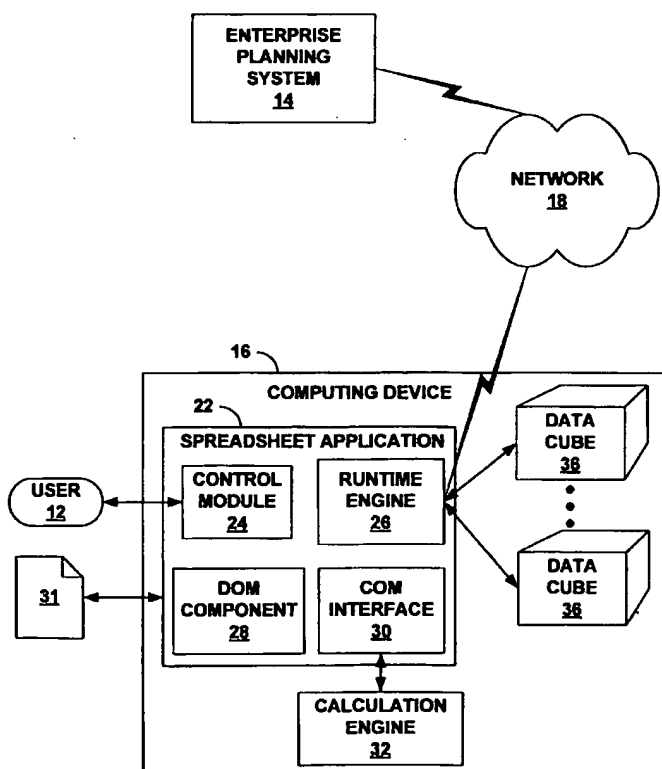 ENTERPRISE
PLANNING
SYSTEM
14
NETWORK
18
16
COMPUTING DEVICE
22
SPREADSHEET APPLICATION
CONTROL
MODULE
24
RUNTIME
ENGINE
26
DATA
CUBE
36
USER
12
31
DOM
COMPONENT
28
COM
INTERFACE
30
DATA
CUBE
36
CALCULATION
ENGINE
32